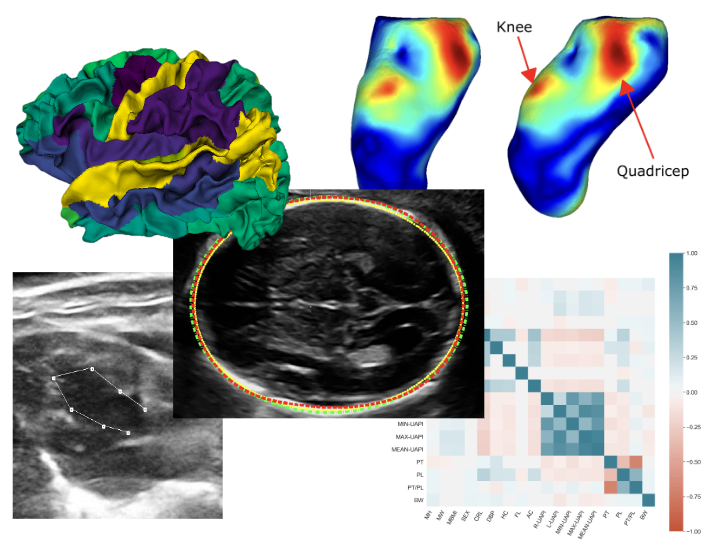 Knee
Quadricep
1.00
0.75
0.50
0.25
0.00
-0.25
-0.50
-0.75
-1.00
MIN-UAPI
MAX-UAPI
MEAN-UAPI
PT
PL
PT/PL
BW
MH
MW
MBMI
SEX
CRL
DBP
HC
FL
AC
R-UAPI
L-UAPI
MIN-UAPI
MAX-UAPI
MEAN-UAPI
PT
PL
PT/PL
BW